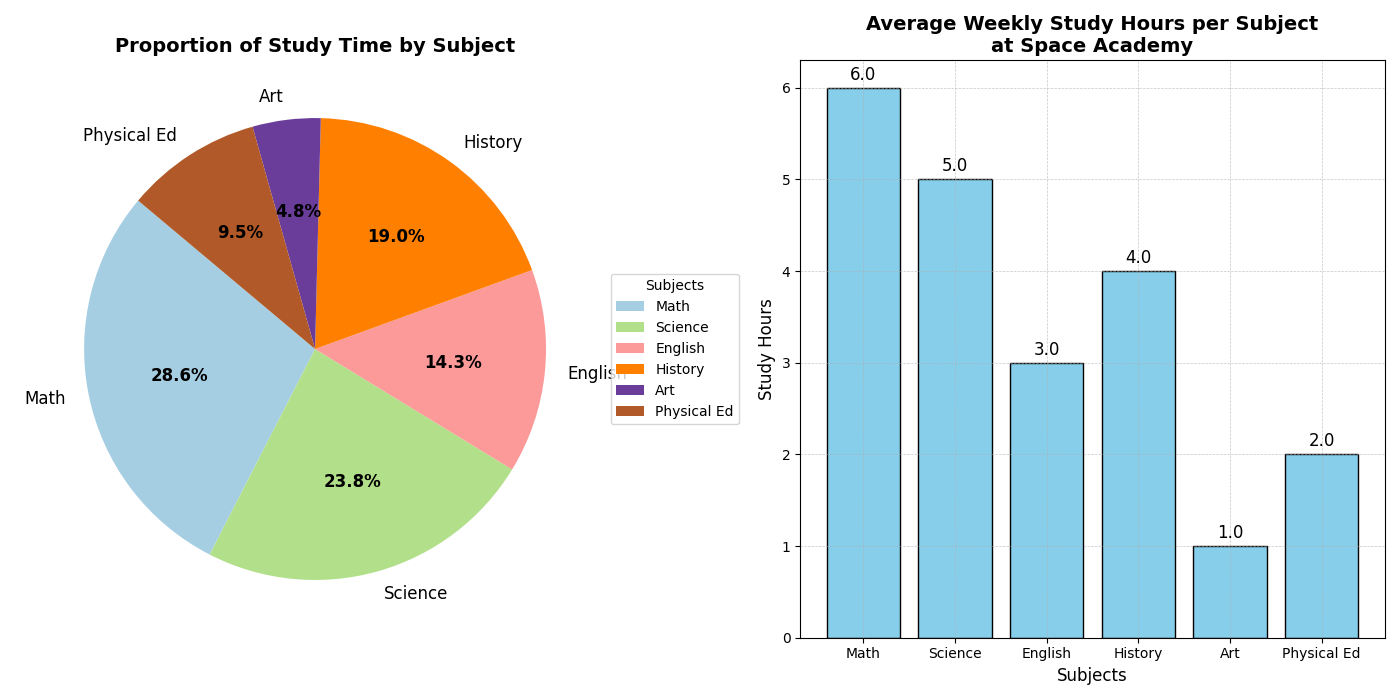 Proportion of Study Time by Subject
Art
Physical Ed
History
4.8%
9.5%
19.0%
Math
28.6%
14.3%
English
23.8%
Science
Subjects
Math
Science
English
History
Art
Physical Ed
Average Weekly Study Hours per Subject
at Space Academy
Study Hours
6
5
4
3
2
1
0
6.0
5.0
3.0
4.0
1.0
2.0
Math
Science
English
History
Art
Physical Ed
Subjects